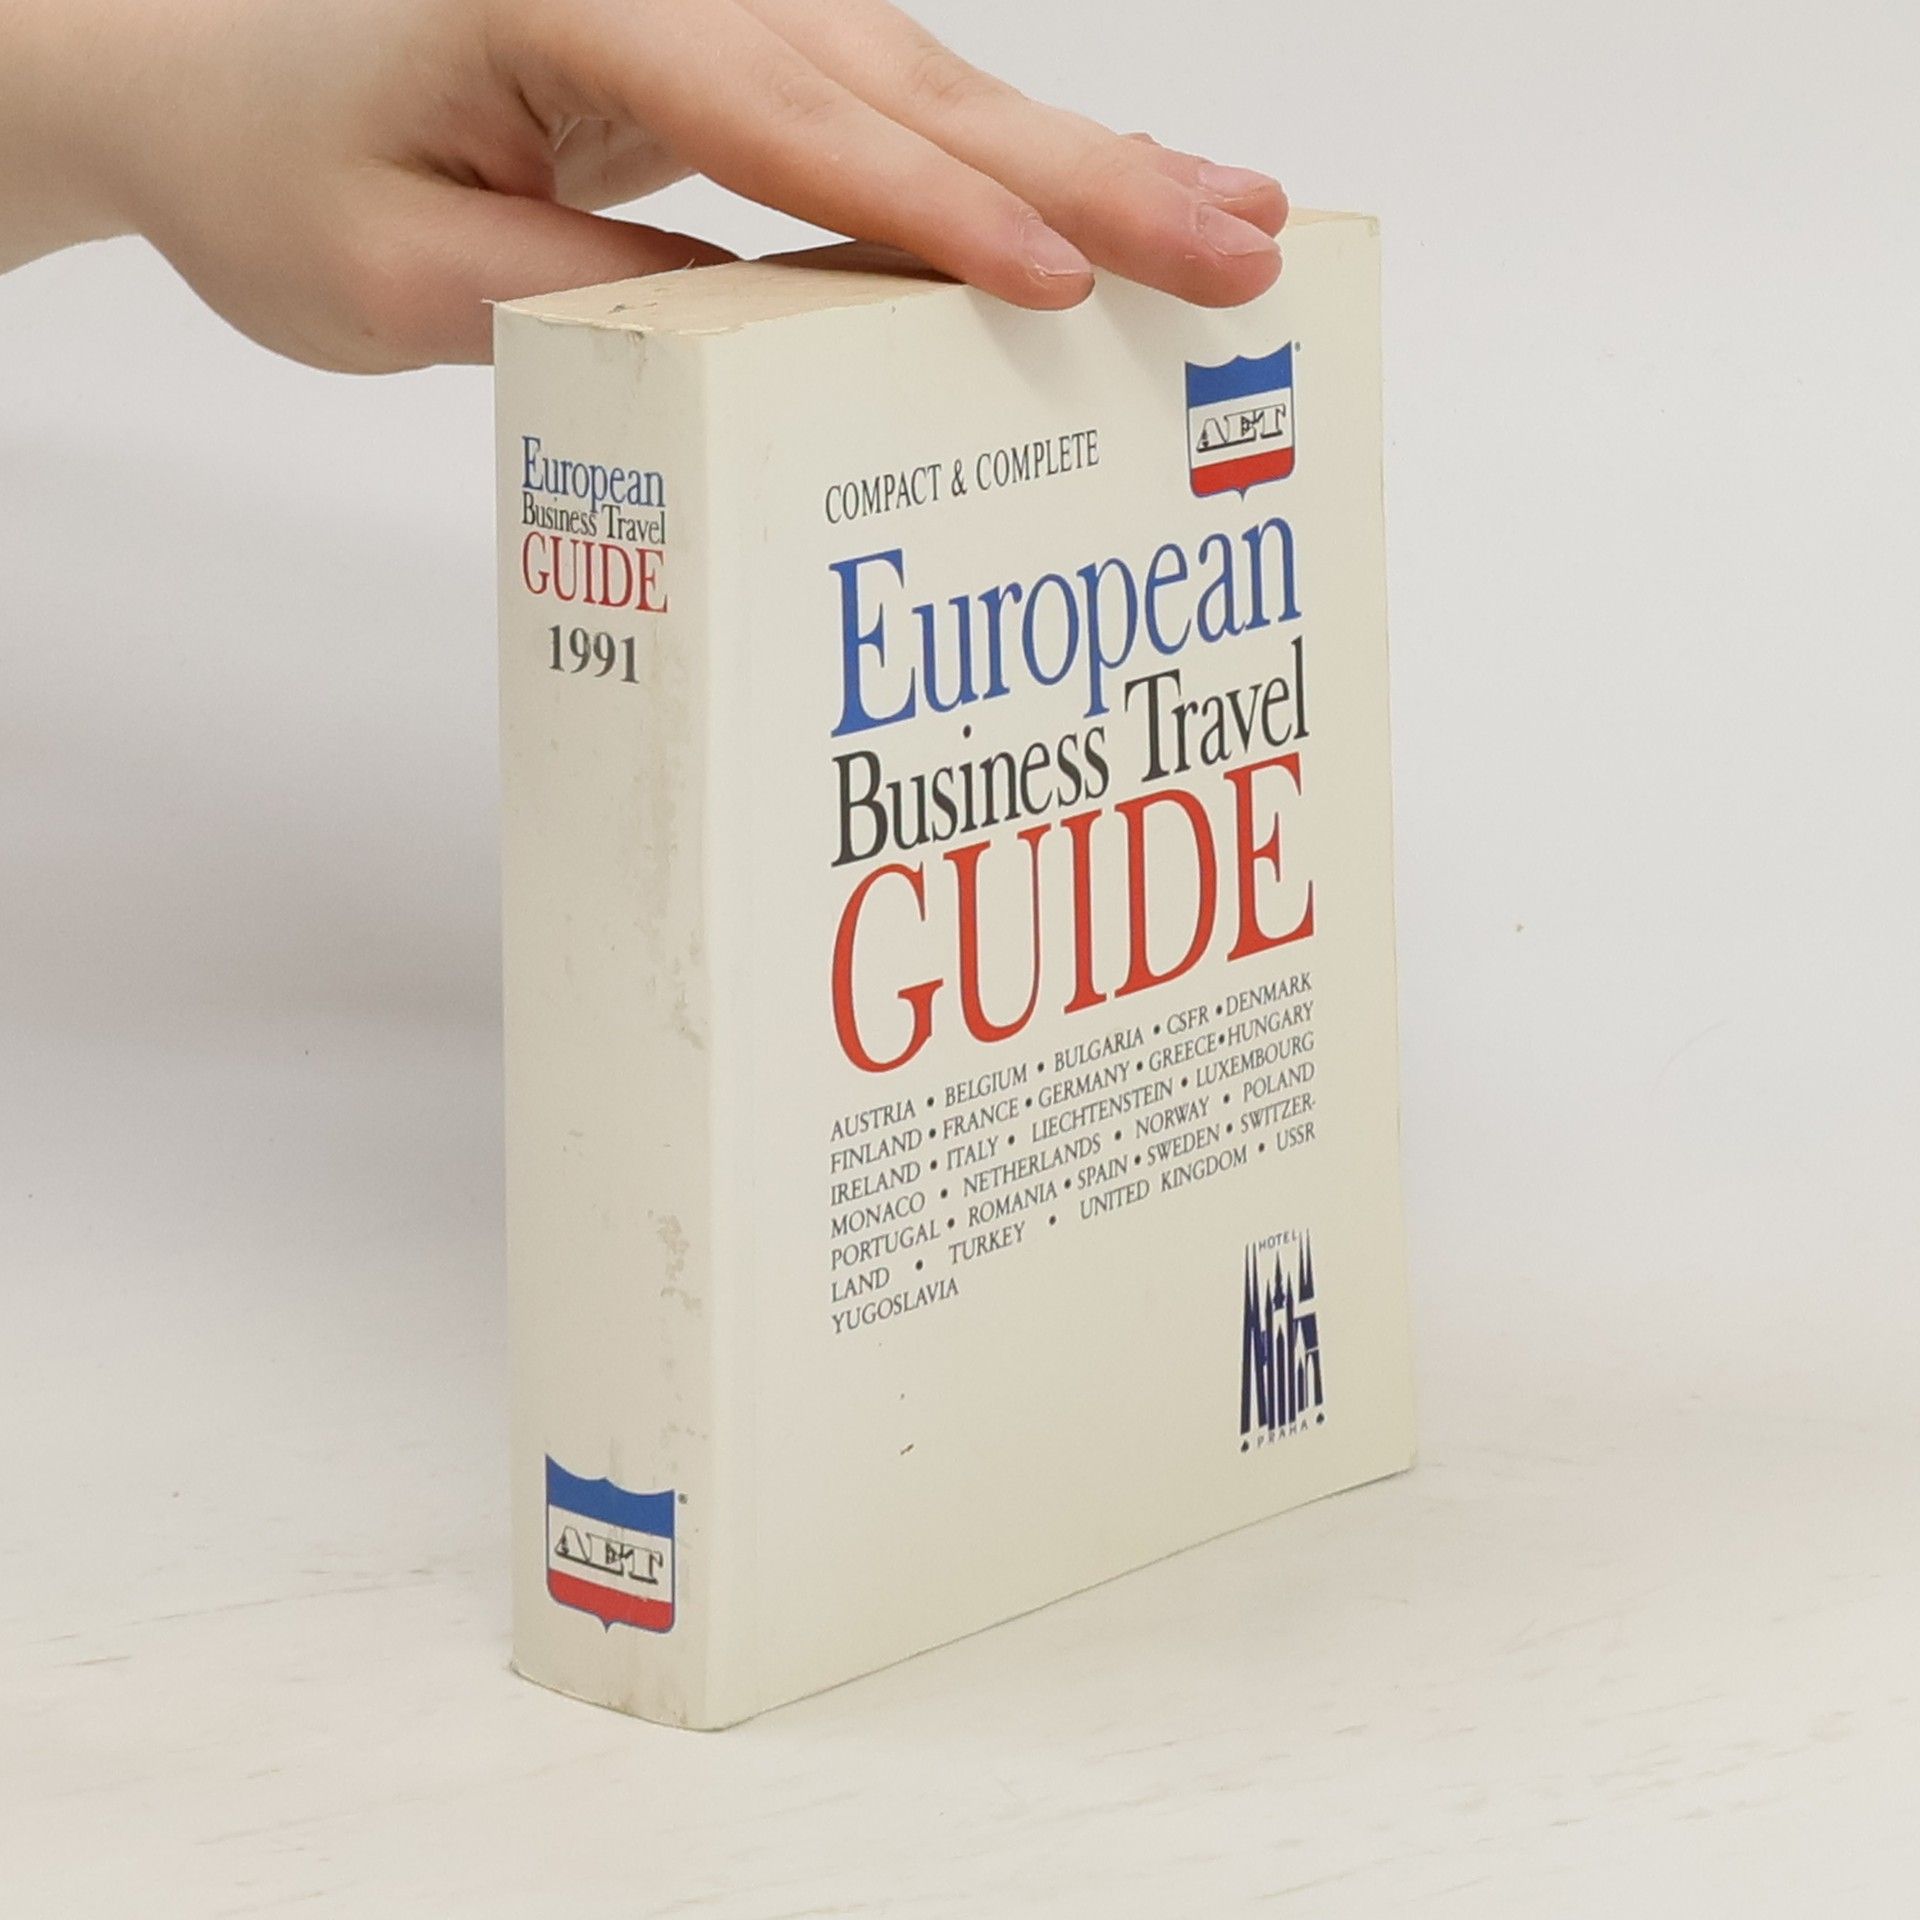 European
Business Travel
GUIDE
1991
AET
COMPACT & COMPLETE
AET
European
Business Travel
GUIDE
AUSTRIA • BELGIUM • BULGARIA • CSFR • DENMARK
FINLAND • FRANCE • GERMANY • GREECE • HUNGARY
IRELAND • ITALY • LIECHTENSTEIN • LUXEMBOURG
MONACO • NETHERLANDS • NORWAY • POLAND
PORTUGAL • ROMANIA • SPAIN • SWEDEN • SWITZER-
LAND • TURKEY • UNITED KINGDOM • USSR
YUGOSLAVIA
HOTEL
PRAHA